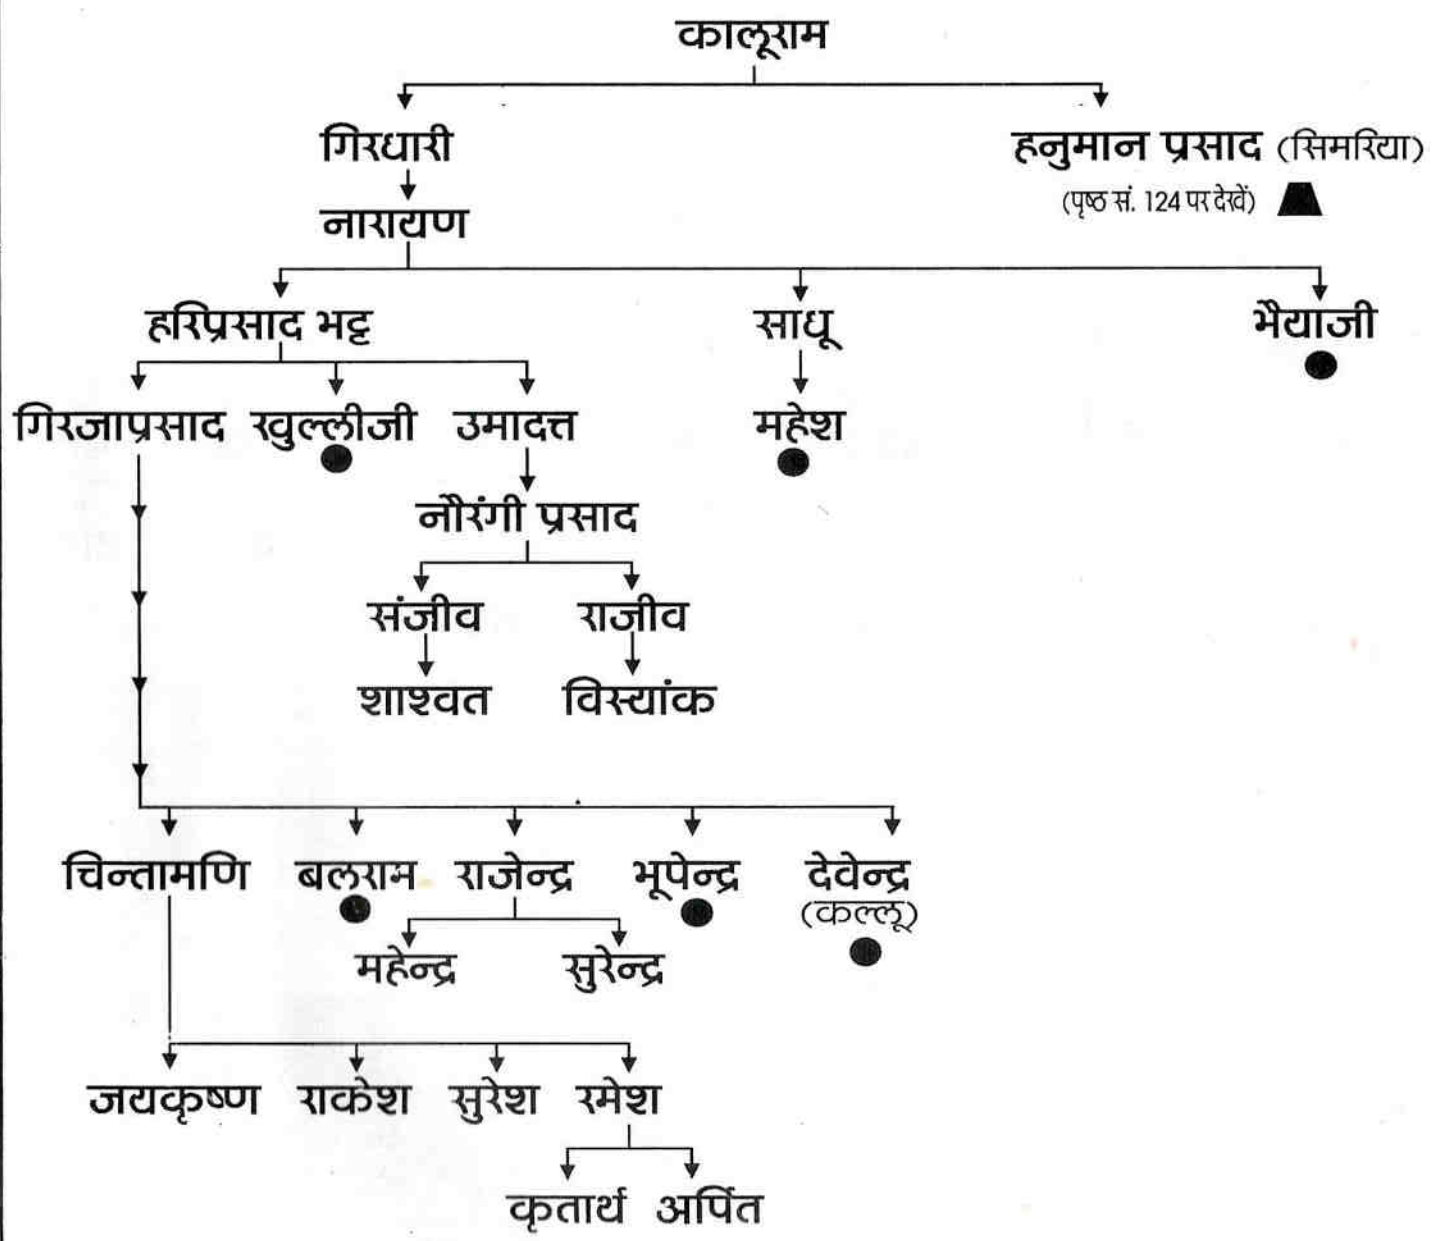 कालूराम
गिरधारी हनुमान प्रसाद (सिमरिया)
(पृष्ठ सं. 124 पर देखें)
नारायण
हरिप्रसाद भट्ट साधू भैयाजी
गिरजाप्रसाद खुल्लीजी उमादत्त महेश
नौरंगी प्रसाद
संजीव राजीव
शाश्वत विस्यांक
चिन्तामणि बलराम राजेन्द्र भूपेन्द्र देवेन्द्र
(कल्लू)
महेन्द्र सुरेन्द्र
जयकृष्ण राकेश सुरेश रमेश
कृतार्थ अर्पित